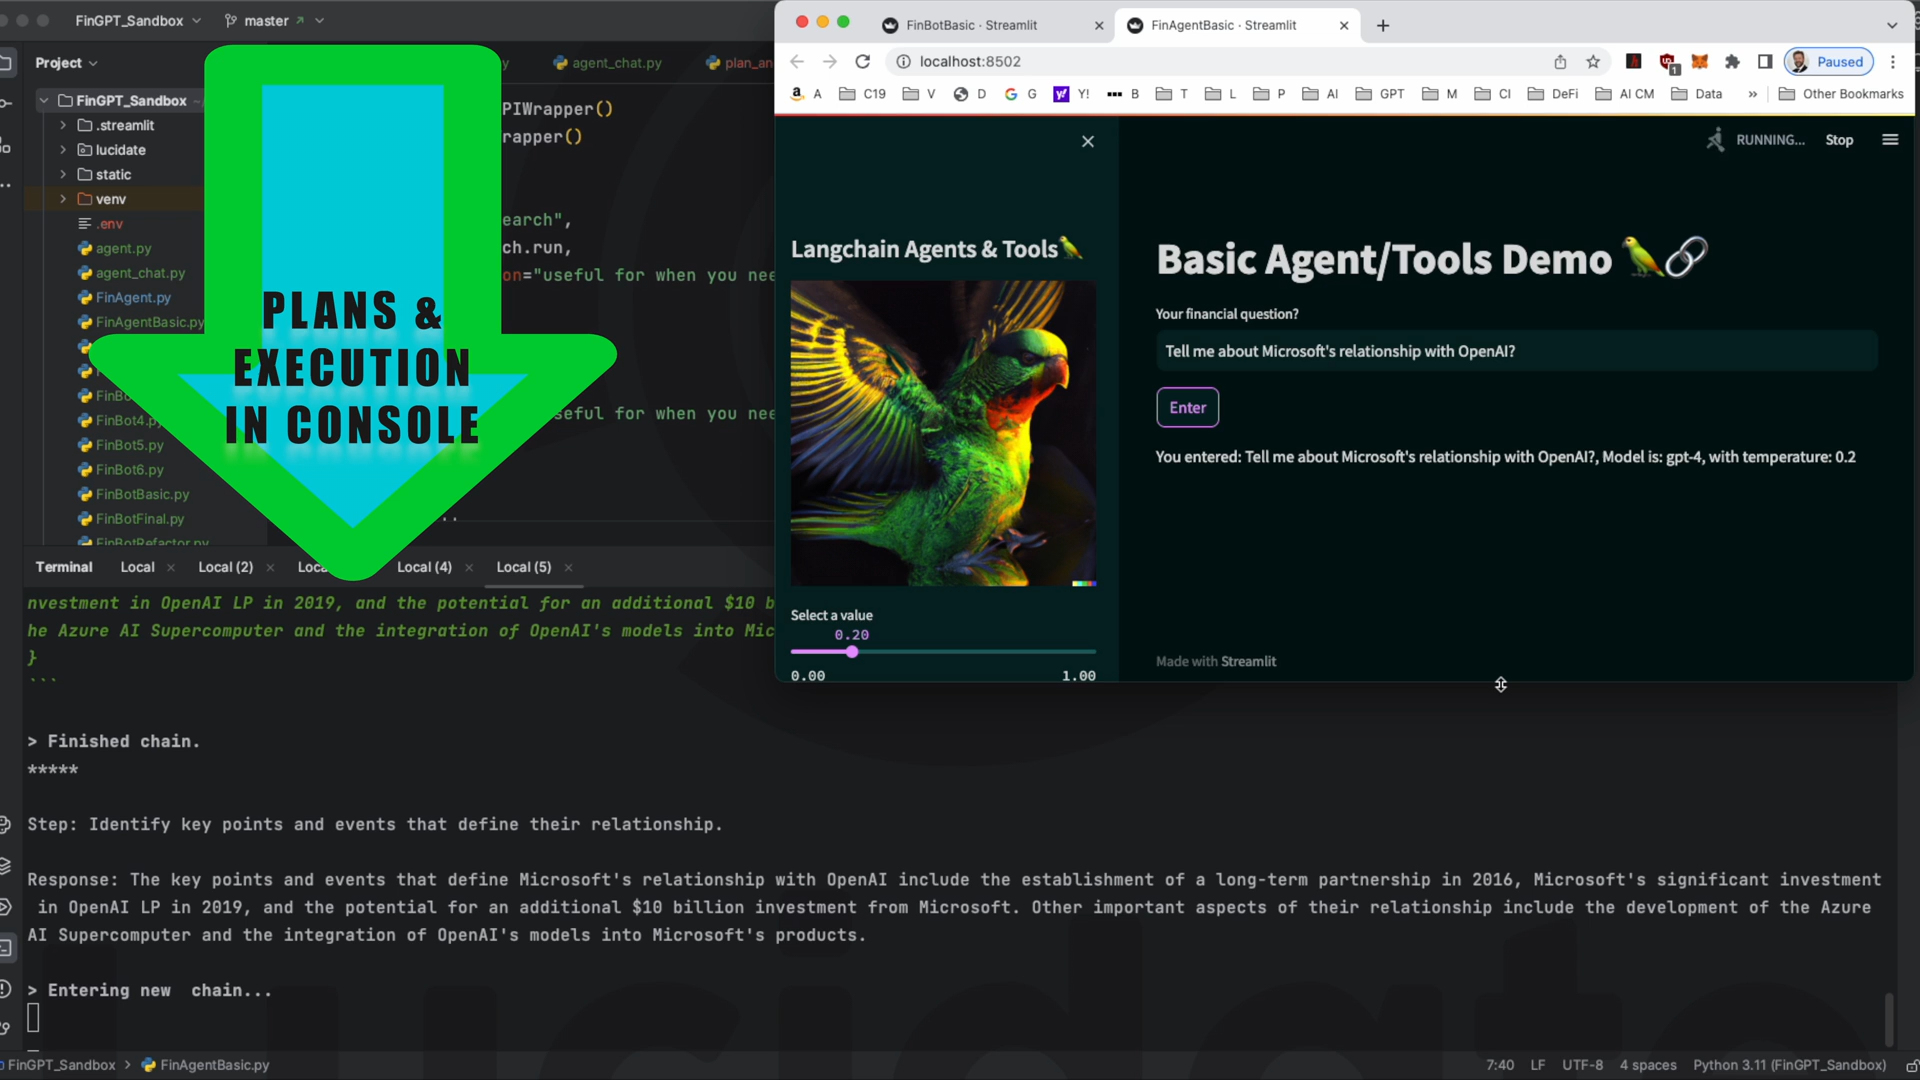 FinGPT_Sandbox
master
Project
FinGPT_Sandbox
.streamlit
lucidate
static
venv
.env
agent.py
agent_chat.py
FinAgent.py
FinAgentBasic.py
FinBot4.py
FinBot5.py
FinBot6.py
FinBotBasic.py
FinBotFinal.py
FinBotRefactor.py
agent_chat.py
plan_an
PIWrapper()
rapper()
earch",
ch.run,
on="useful for when you nee
seful for when you nee
PLANS &
EXECUTION
IN CONSOLE
FinBotBasic · Streamlit
FinAgentBasic · Streamlit
localhost:8502
Paused
A C19 V D G Y! B T L P AI GPT M CI DeFi AI CM Data » Other Bookmarks
RUNNING...
Stop
Langchain Agents & Tools
Select a value
0.20
0.00
1.00
Basic Agent/Tools Demo
Your financial question?
Tell me about Microsoft's relationship with OpenAI?
Enter
You entered: Tell me about Microsoft's relationship with OpenAI?, Model is: gpt-4, with temperature: 0.2
Made with Streamlit
Terminal Local Local (2) Local (4) Local (5)
nvestment in OpenAI LP in 2019, and the potential for an additional $10 b
he Azure AI Supercomputer and the integration of OpenAI's models into Mic
}
```
> Finished chain.
*****
Step: Identify key points and events that define their relationship.
Response: The key points and events that define Microsoft's relationship with OpenAI include the establishment of a long-term partnership in 2016, Microsoft's significant investment
in OpenAI LP in 2019, and the potential for an additional $10 billion investment from Microsoft. Other important aspects of their relationship include the development of the Azure
AI Supercomputer and the integration of OpenAI's models into Microsoft's products.
> Entering new  chain...
FinGPT_Sandbox > FinAgentBasic.py
7:40 LF UTF-8 4 spaces Python 3.11 (FinGPT_Sandbox)